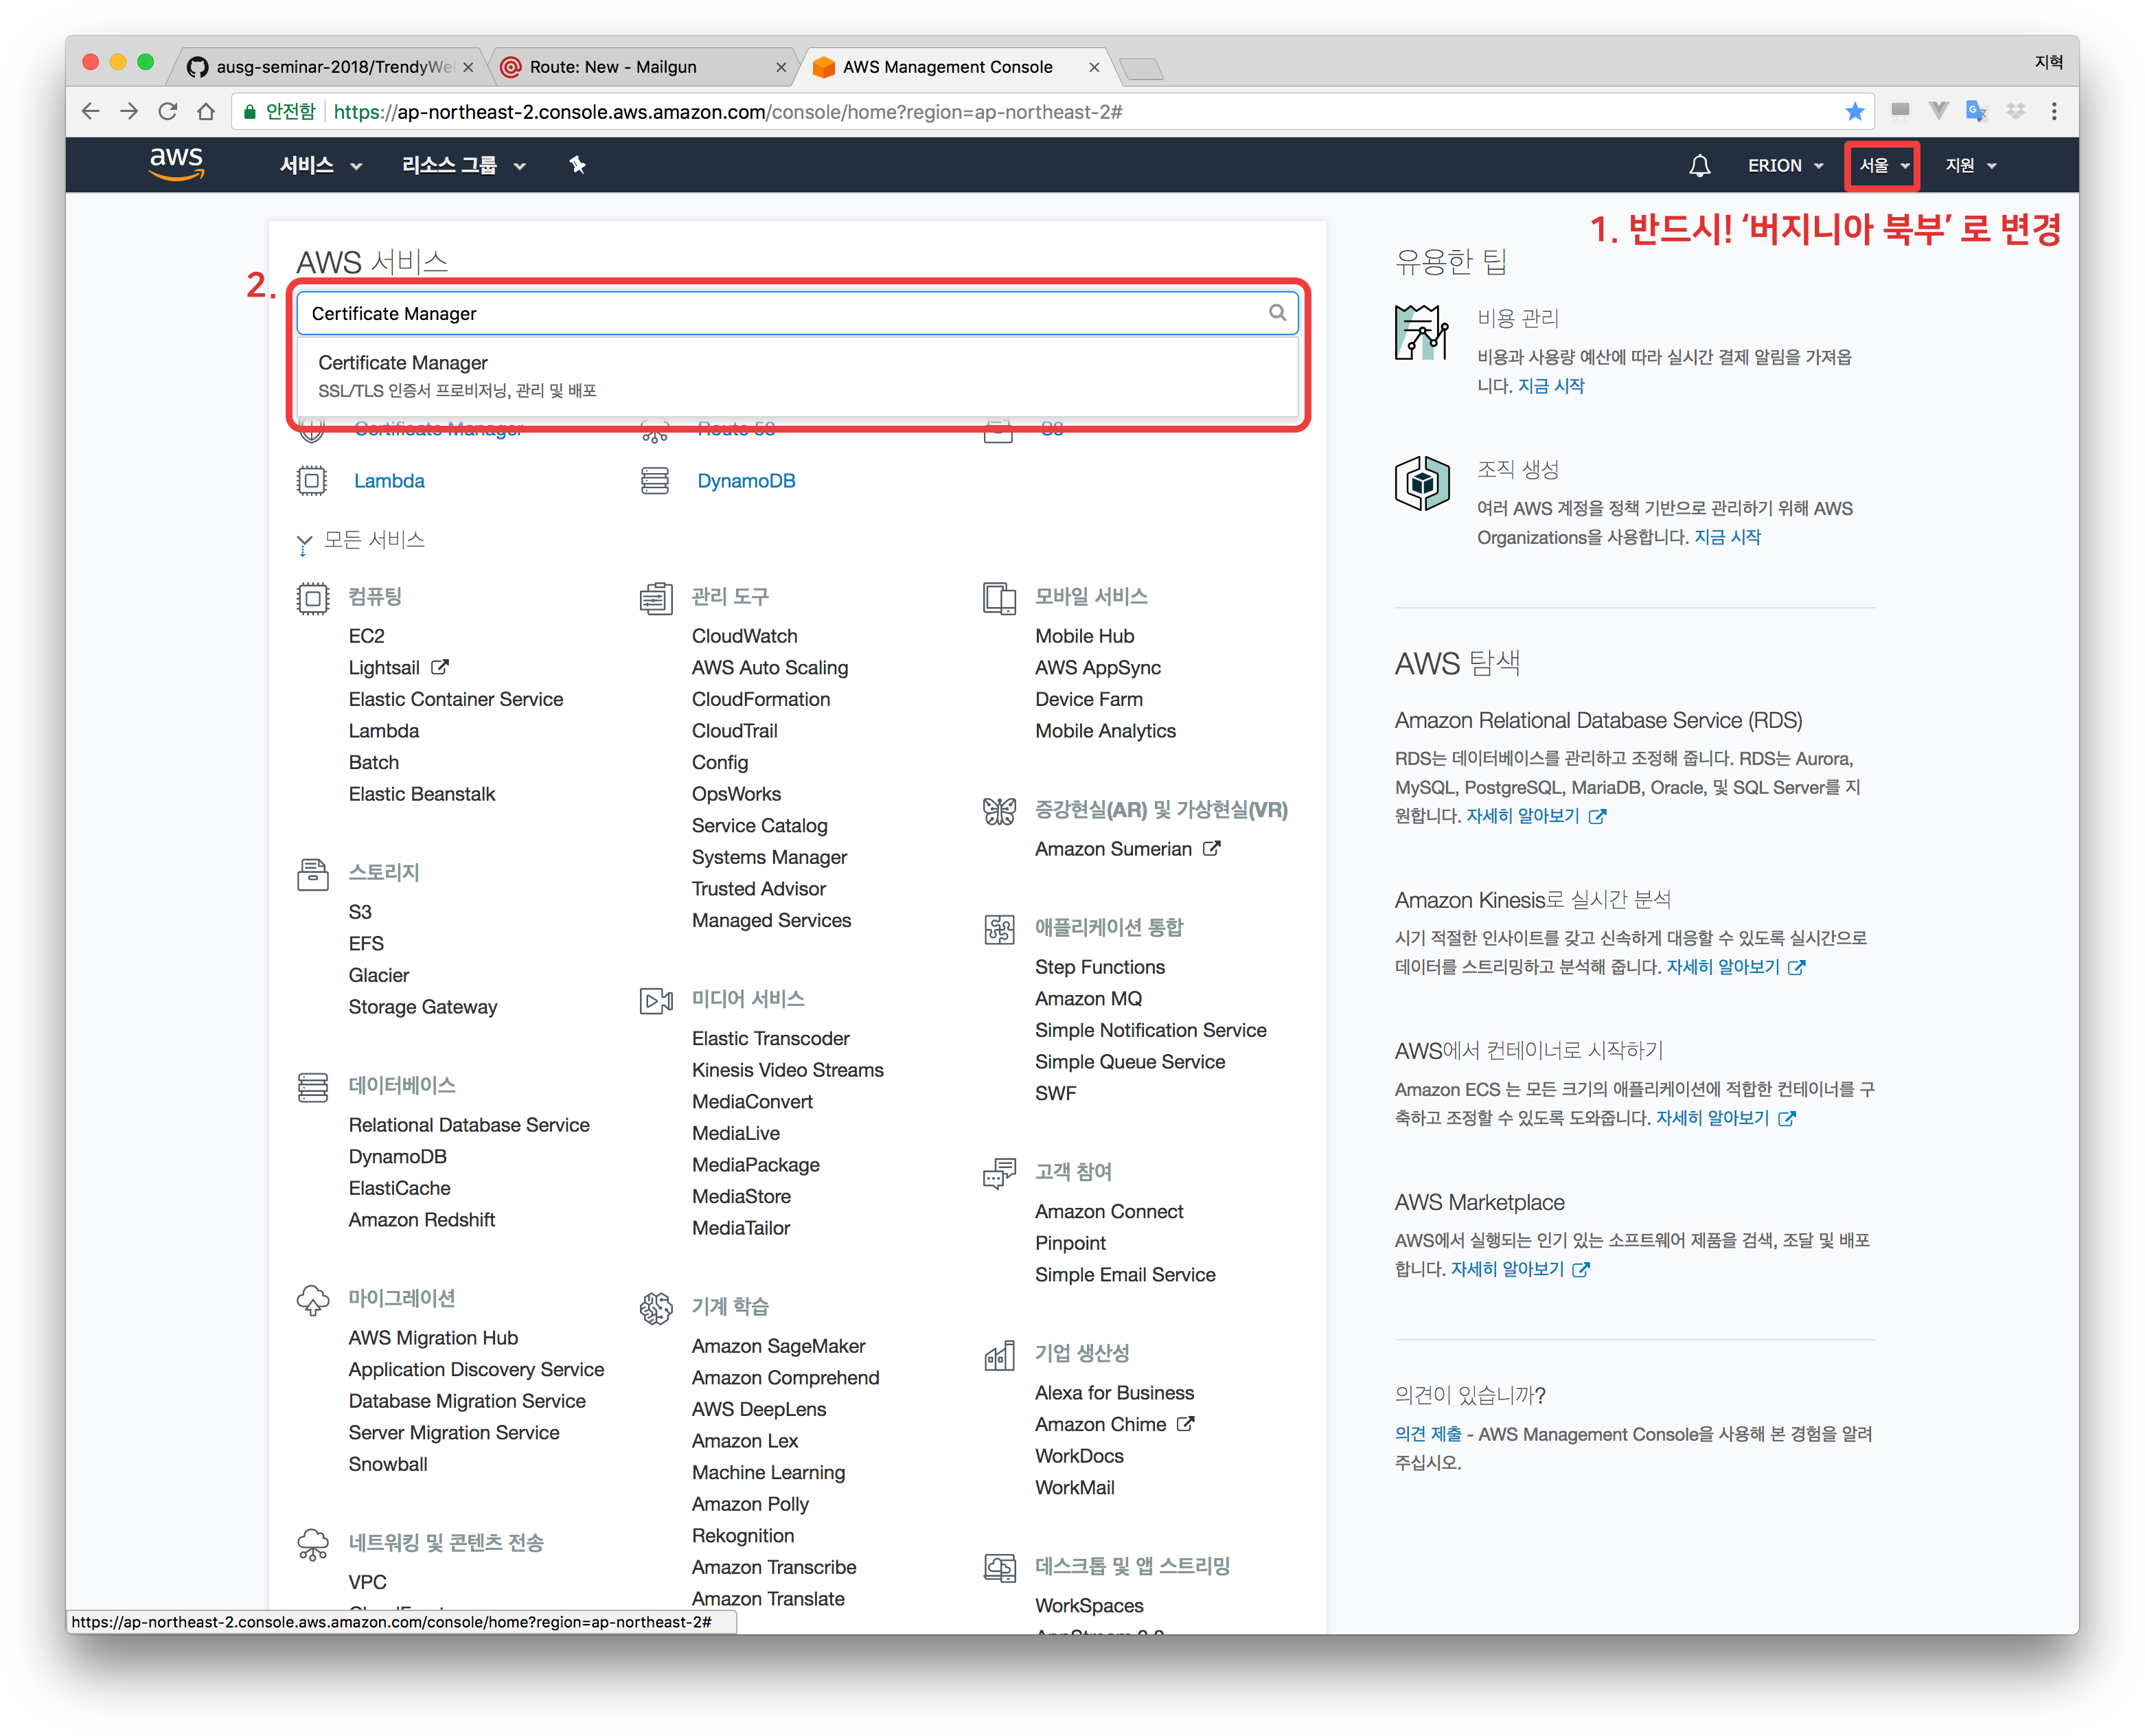 ausg-seminar-2018/TrendyWe
Route: New - Mailgun
AWS Management Console
지혁
안전함
https://ap-northeast-2.console.aws.amazon.com/console/home?region=ap-northeast-2#
aws
서비스
리소스 그룹
ERION
서울
지원
1. 반드시! ‘버지니아 북부’ 로 변경
AWS 서비스
2.
Certificate Manager
Certificate Manager
SSL/TLS 인증서 프로비저닝, 관리 및 배포
Certificate Manager
Route 53
S3
Lambda
DynamoDB
모든 서비스
컴퓨팅
EC2
Lightsail
Elastic Container Service
Lambda
Batch
Elastic Beanstalk
스토리지
S3
EFS
Glacier
Storage Gateway
데이터베이스
Relational Database Service
DynamoDB
ElastiCache
Amazon Redshift
마이그레이션
AWS Migration Hub
Application Discovery Service
Database Migration Service
Server Migration Service
Snowball
네트워킹 및 콘텐츠 전송
VPC
관리 도구
CloudWatch
AWS Auto Scaling
CloudFormation
CloudTrail
Config
OpsWorks
Service Catalog
Systems Manager
Trusted Advisor
Managed Services
미디어 서비스
Elastic Transcoder
Kinesis Video Streams
MediaConvert
MediaLive
MediaPackage
MediaStore
MediaTailor
기계 학습
Amazon SageMaker
Amazon Comprehend
AWS DeepLens
Amazon Lex
Machine Learning
Amazon Polly
Rekognition
Amazon Transcribe
Amazon Translate
모바일 서비스
Mobile Hub
AWS AppSync
Device Farm
Mobile Analytics
증강현실(AR) 및 가상현실(VR)
Amazon Sumerian
애플리케이션 통합
Step Functions
Amazon MQ
Simple Notification Service
Simple Queue Service
SWF
고객 참여
Amazon Connect
Pinpoint
Simple Email Service
기업 생산성
Alexa for Business
Amazon Chime
WorkDocs
WorkMail
데스크톱 및 앱 스트리밍
WorkSpaces
AppStream 2.0
유용한 팁
비용 관리
비용과 사용량 예산에 따라 실시간 결제 알림을 가져옵
니다. 지금 시작
조직 생성
여러 AWS 계정을 정책 기반으로 관리하기 위해 AWS
Organizations을 사용합니다. 지금 시작
AWS 탐색
Amazon Relational Database Service (RDS)
RDS는 데이터베이스를 관리하고 조정해 줍니다. RDS는 Aurora,
MySQL, PostgreSQL, MariaDB, Oracle, 및 SQL Server를 지
원합니다. 자세히 알아보기
Amazon Kinesis로 실시간 분석
시기 적절한 인사이트를 갖고 신속하게 대응할 수 있도록 실시간으로
데이터를 스트리밍하고 분석해 줍니다. 자세히 알아보기
AWS에서 컨테이너로 시작하기
Amazon ECS 는 모든 크기의 애플리케이션에 적합한 컨테이너를 구
축하고 조정할 수 있도록 도와줍니다. 자세히 알아보기
AWS Marketplace
AWS에서 실행되는 인기 있는 소프트웨어 제품을 검색, 조달 및 배포
합니다. 자세히 알아보기
의견이 있습니까?
의견 제출 - AWS Management Console을 사용해 본 경험을 알려
주십시오.
https://ap-northeast-2.console.aws.amazon.com/console/home?region=ap-northeast-2#